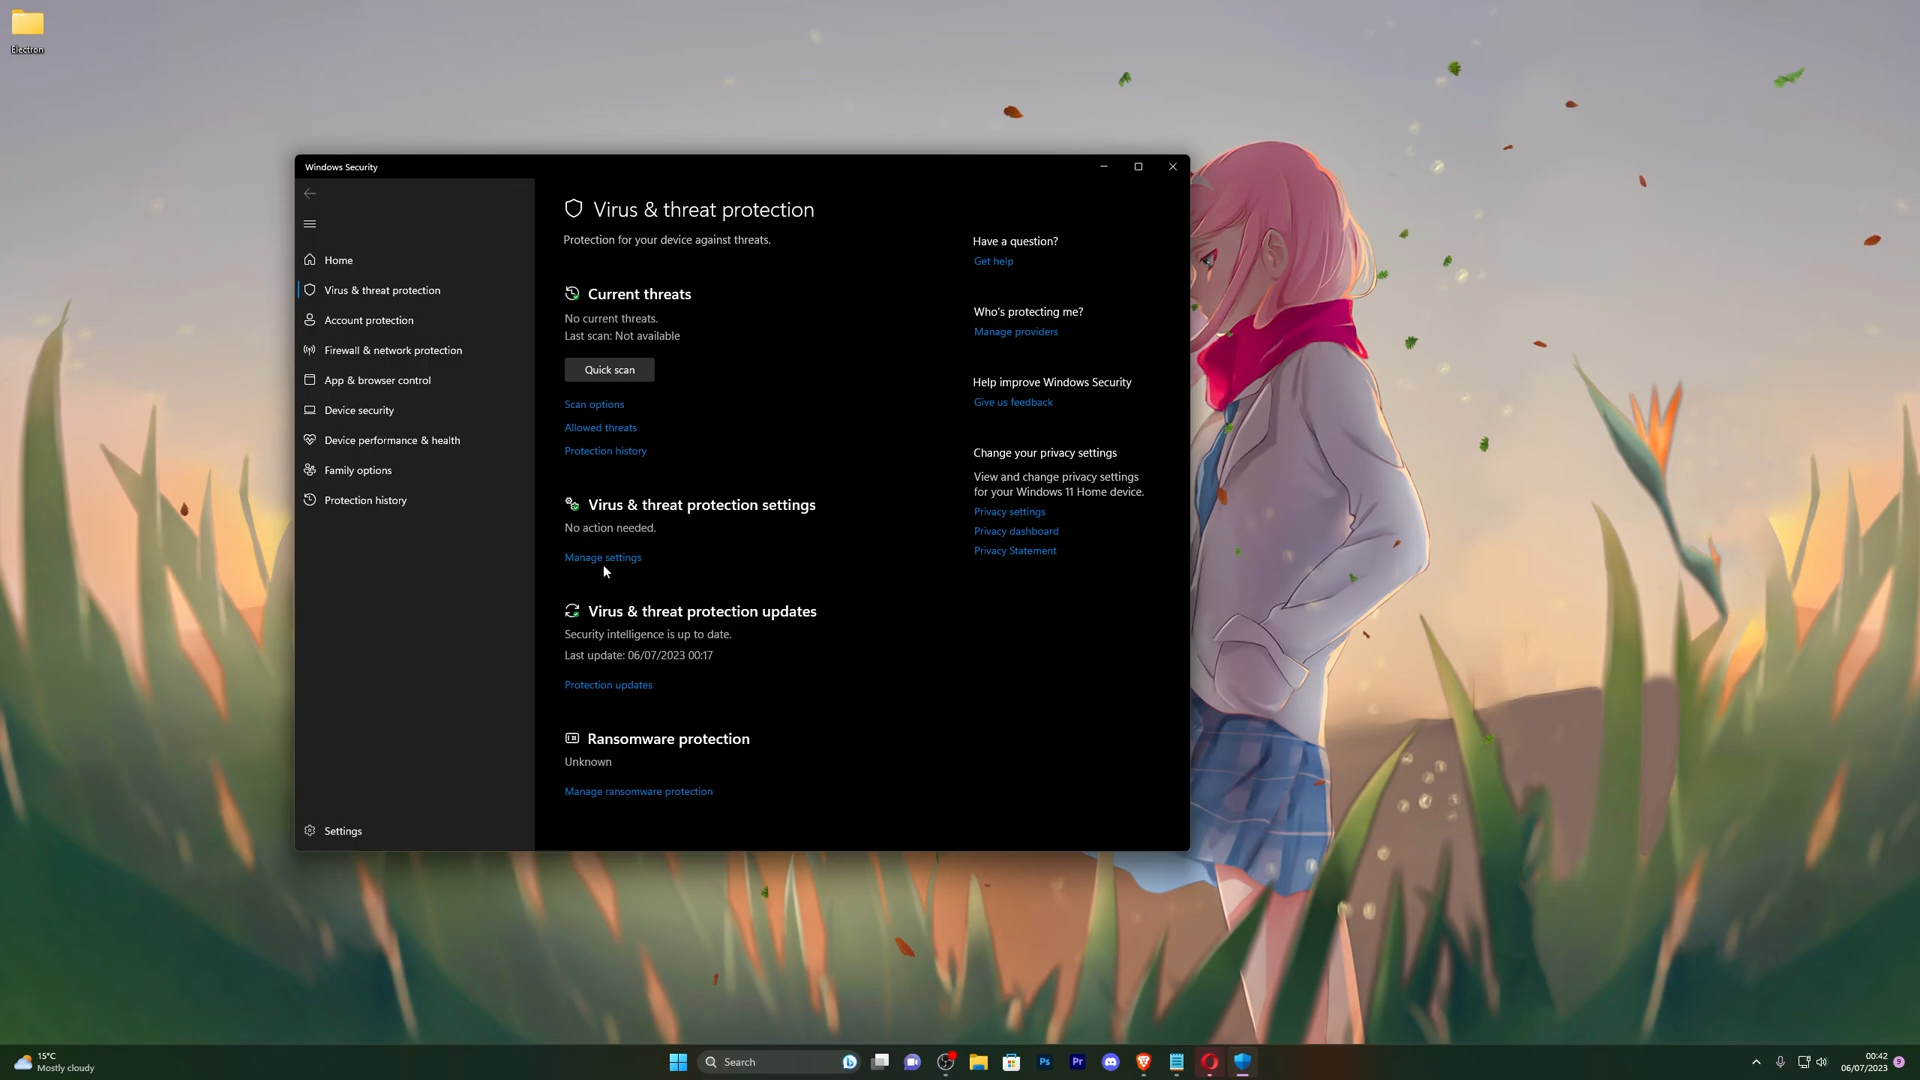 Electron
Windows Security
Home
Virus & threat protection
Account protection
Firewall & network protection
App & browser control
Device security
Device performance & health
Family options
Protection history
Settings
Virus & threat protection
Protection for your device against threats.
Current threats
No current threats.
Last scan: Not available
Quick scan
Scan options
Allowed threats
Protection history
Virus & threat protection settings
No action needed.
Manage settings
Virus & threat protection updates
Security intelligence is up to date.
Last update: 06/07/2023 00:17
Protection updates
Ransomware protection
Unknown
Manage ransomware protection
Have a question?
Get help
Who's protecting me?
Manage providers
Help improve Windows Security
Give us feedback
Change your privacy settings
View and change privacy settings
for your Windows 11 Home device.
Privacy settings
Privacy dashboard
Privacy Statement
15°C
Mostly cloudy
Search
Ps
Pr
00:42
06/07/2023
9